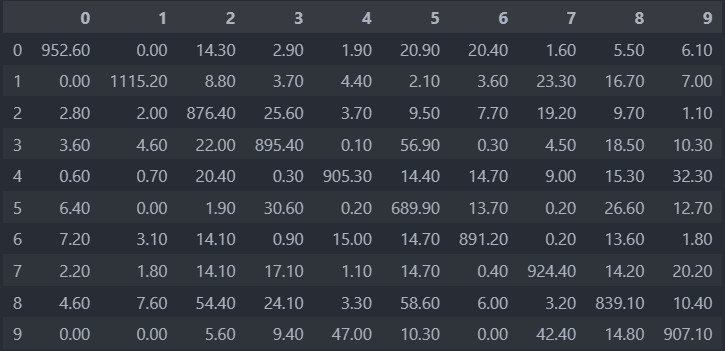 0 1 2 3 4 5 6 7 8 9
0 952.60 0.00 14.30 2.90 1.90 20.90 20.40 1.60 5.50 6.10
1 0.00 1115.20 8.80 3.70 4.40 2.10 3.60 23.30 16.70 7.00
2 2.80 2.00 876.40 25.60 3.70 9.50 7.70 19.20 9.70 1.10
3 3.60 4.60 22.00 895.40 0.10 56.90 0.30 4.50 18.50 10.30
4 0.60 0.70 20.40 0.30 905.30 14.40 14.70 9.00 15.30 32.30
5 6.40 0.00 1.90 30.60 0.20 689.90 13.70 0.20 26.60 12.70
6 7.20 3.10 14.10 0.90 15.00 14.70 891.20 0.20 13.60 1.80
7 2.20 1.80 14.10 17.10 1.10 14.70 0.40 924.40 14.20 20.20
8 4.60 7.60 54.40 24.10 3.30 58.60 6.00 3.20 839.10 10.40
9 0.00 0.00 5.60 9.40 47.00 10.30 0.00 42.40 14.80 907.10